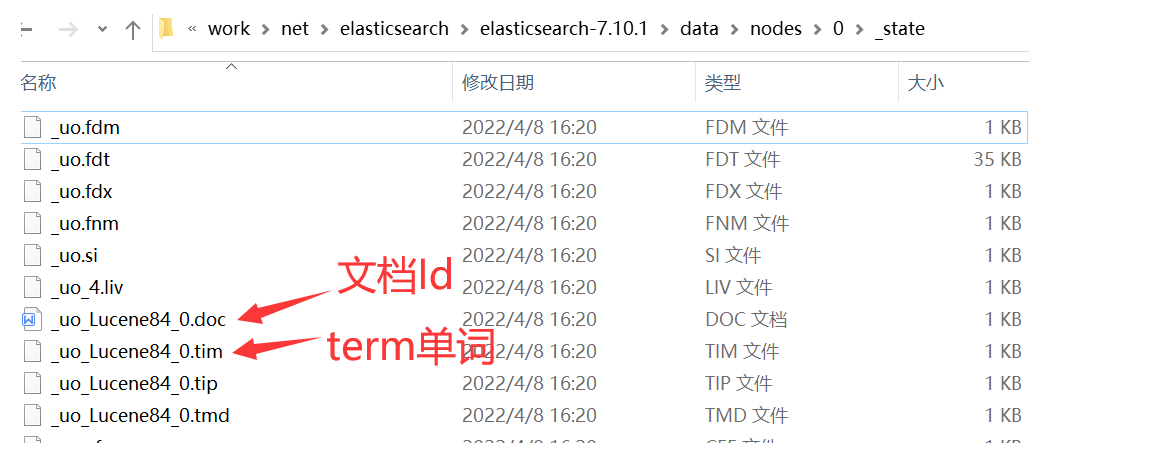 « work > net > elasticsearch > elasticsearch-7.10.1 > data > nodes > 0 > _state
名称 修改日期 类型 大小
_uo.fdm 2022/4/8 16:20 FDM 文件 1 KB
_uo.fdt 2022/4/8 16:20 FDT 文件 35 KB
_uo.fdx 2022/4/8 16:20 FDX 文件 1 KB
_uo.fnm 2022/4/8 16:20 FNM 文件 1 KB
_uo.si 2022/4/8 16:20 SI 文件 1 KB
文档Id
_uo_4.liv 2022/4/8 16:20 LIV 文件 1 KB
_uo_Lucene84_0.doc 2022/4/8 16:20 DOC 文档 1 KB
term单词
_uo_Lucene84_0.tim 2022/4/8 16:20 TIM 文件 1 KB
_uo_Lucene84_0.tip 2022/4/8 16:20 TIP 文件 1 KB
_uo_Lucene84_0.tmd 2022/4/8 16:20 TMD 文件 1 KB